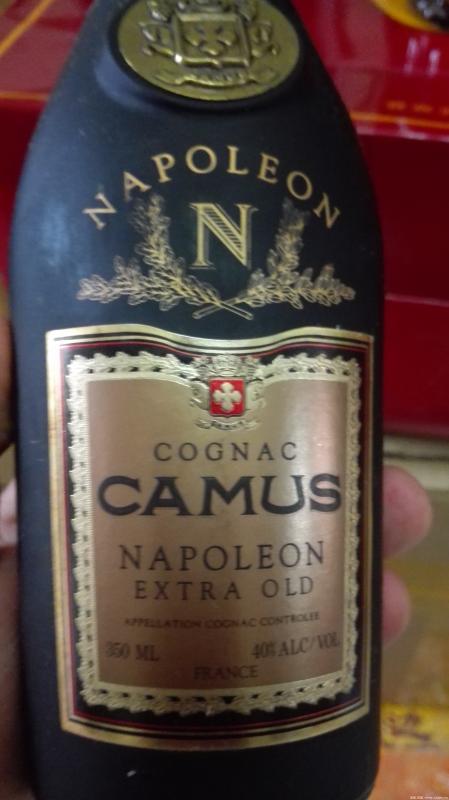 NAPOLEON
N
COGNAC
CAMUS
NAPOLEON
EXTRA OLD
APPELLATION COGNAC CONTROLEE
350 ML 40% ALC/VOL
FRANCE